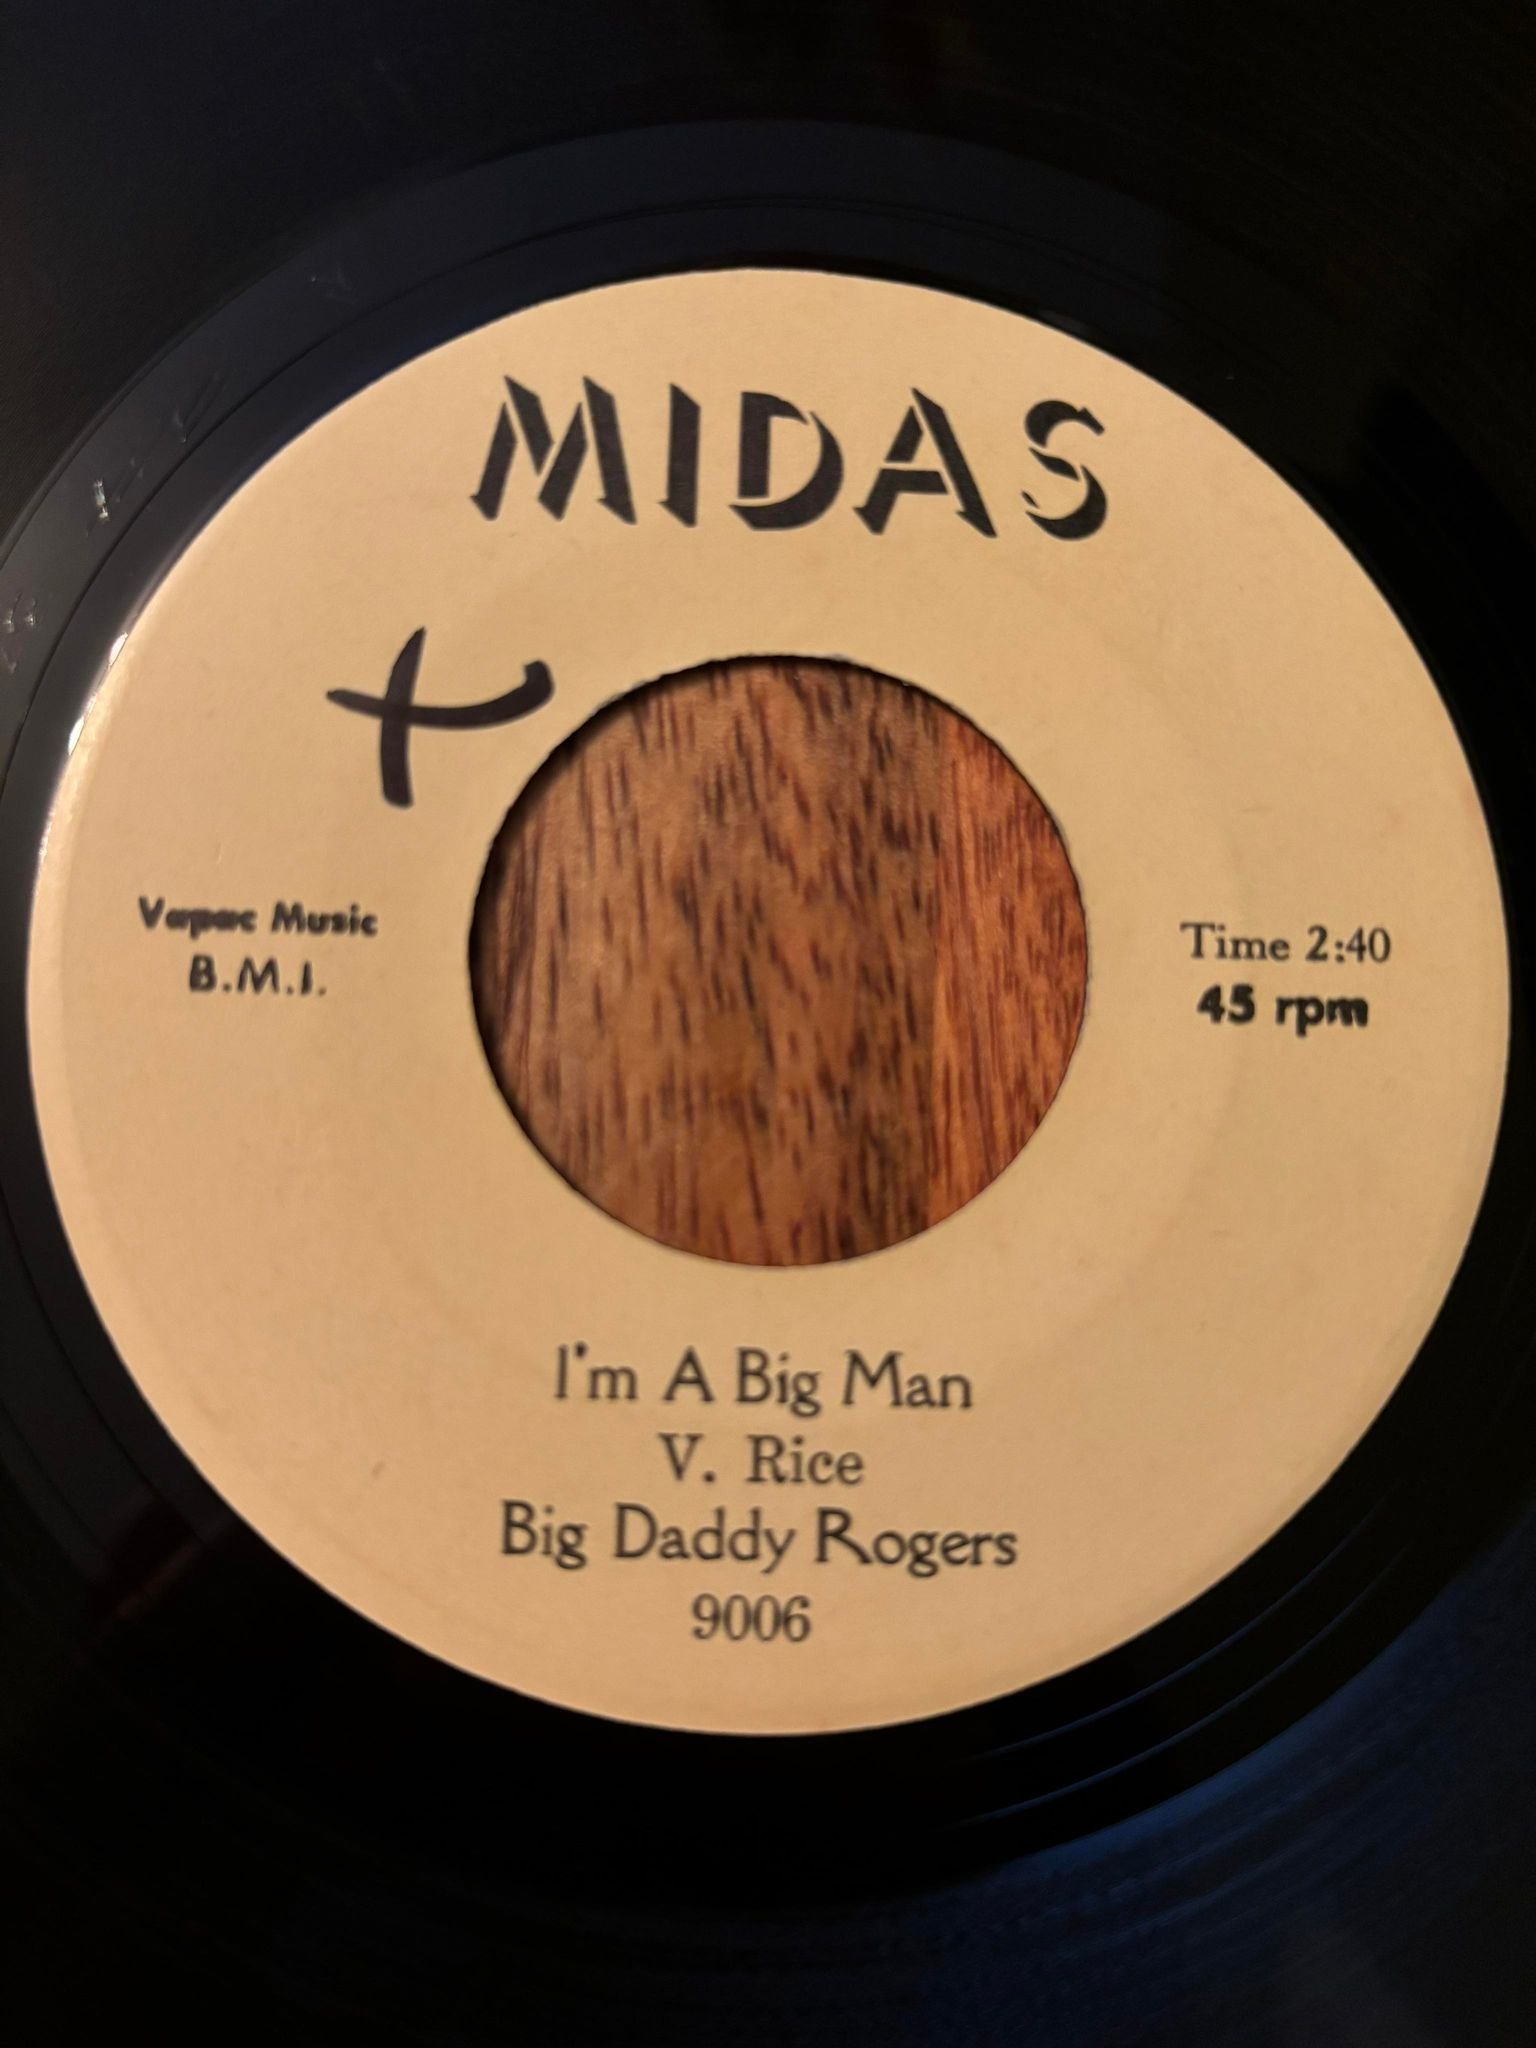 MIDAS
Vapac Music
B.M.I.
Time 2:40
45 rpm
I'm A Big Man
V. Rice
Big Daddy Rogers
9006